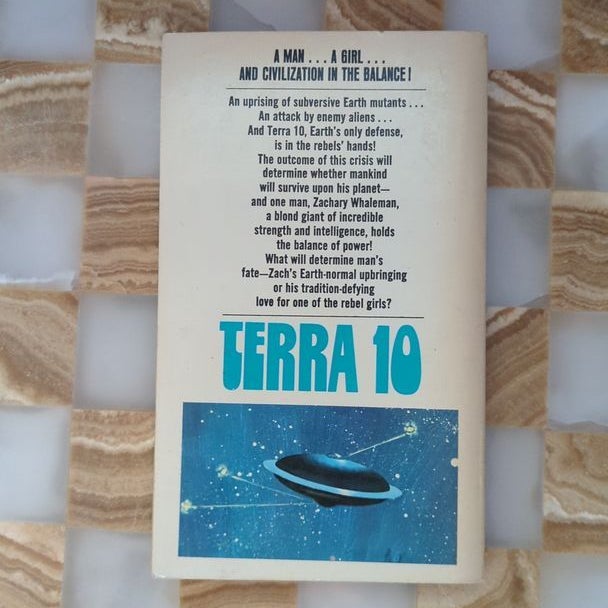 A MAN . . . A GIRL . . .
AND CIVILIZATION IN THE BALANCE!
An uprising of subversive Earth mutants . . .
An attack by enemy aliens . . .
And Terra 10, Earth's only defense,
is in the rebels' hands!
The outcome of this crisis will
determine whether mankind
will survive upon his planet—
and one man, Zachary Whaleman,
a blond giant of incredible
strength and intelligence, holds
the balance of power!
What will determine man's
fate—Zach's Earth-normal upbringing
or his tradition-defying
love for one of the rebel girls?
TERRA 10